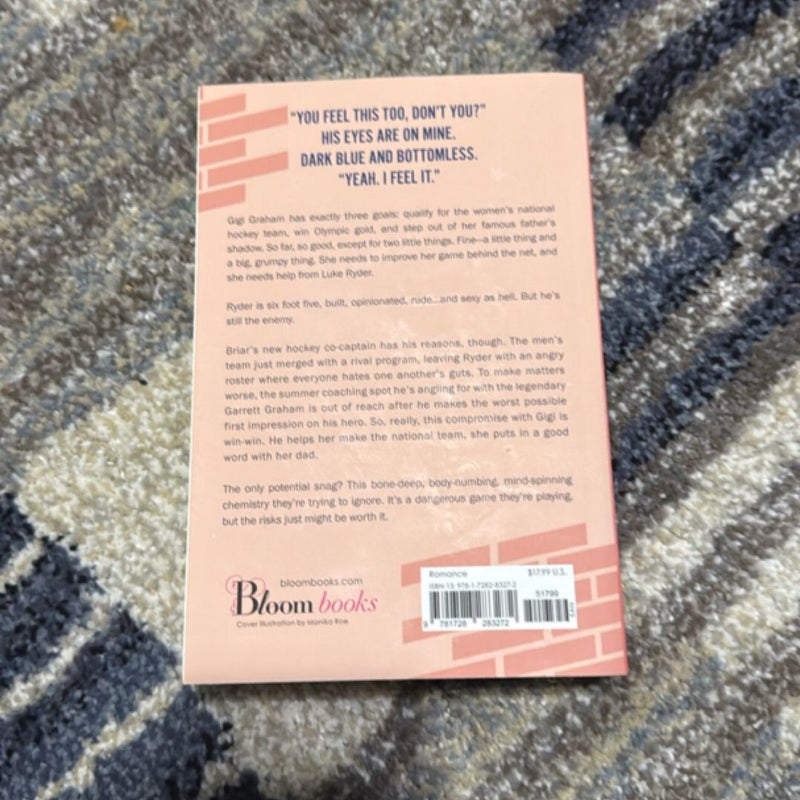 "YOU FEEL THIS TOO, DON'T YOU?"
HIS EYES ARE ON MINE.
DARK BLUE AND BOTTOMLESS.
"YEAH. I FEEL IT."
Gigi Graham has exactly three goals: qualify for the women's national
hockey team, win Olympic gold, and step out of her famous father's
shadow. So far, so good, except for two little things. Fine—a little thing and
a big, grumpy thing. She needs to improve her game behind the net, and
she needs help from Luke Ryder.
Ryder is six foot five, built, opinionated, rude...and sexy as hell. But he's
still the enemy.
Briar's new hockey co-captain has his reasons, though. The men's
team just merged with a rival program, leaving Ryder with an angry
roster where everyone hates one another's guts. To make matters
worse, the summer coaching spot he's angling for with the legendary
Garrett Graham is out of reach after he makes the worst possible
first impression on his hero. So, really, this compromise with Gigi is
win-win. He helps her make the national team, she puts in a good
word with her dad.
The only potential snag? This bone-deep, body-numbing, mind-spinning
chemistry they're trying to ignore. It's a dangerous game they're playing,
but the risks just might be worth it.
bloombooks.com
Bloom books
Cover illustration by Monika Roe
Romance $17.99 U.S.
ISBN-13: 978-1-7282-8327-2
51799
9 781728 283272